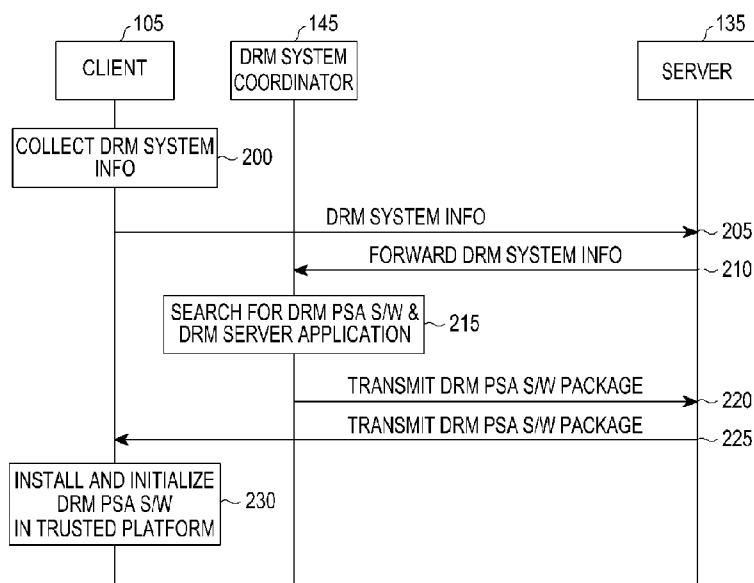 105
145
135
CLIENT
DRM SYSTEM
COORDINATOR
SERVER
COLLECT DRM SYSTEM
INFO
200
DRM SYSTEM INFO
205
FORWARD DRM SYSTEM INFO
210
SEARCH FOR DRM PSA S/W &
DRM SERVER APPLICATION
215
TRANSMIT DRM PSA S/W PACKAGE
220
TRANSMIT DRM PSA S/W PACKAGE
225
INSTALL AND INITIALIZE
DRM PSA S/W
IN TRUSTED PLATFORM
230